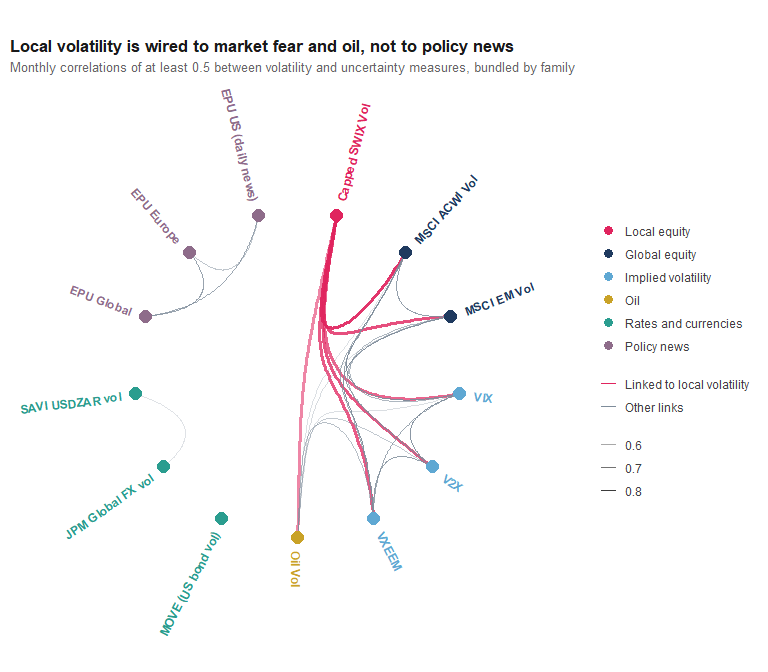 Local volatility is wired to market fear and oil, not to policy news
Monthly correlations of at least 0.5 between volatility and uncertainty measures, bundled by family
EPU US (daily news)
Capped SWIX Vol
EPU Europe
MSCI ACWI Vol
EPU Global
MSCI EM Vol
SAVI USDZAR vol
VIX
JPM Global FX vol
V2X
MOVE (US bond vol)
Oil Vol
VXEEM
Local equity
Global equity
Implied volatility
Oil
Rates and currencies
Policy news
Linked to local volatility
Other links
0.6
0.7
0.8